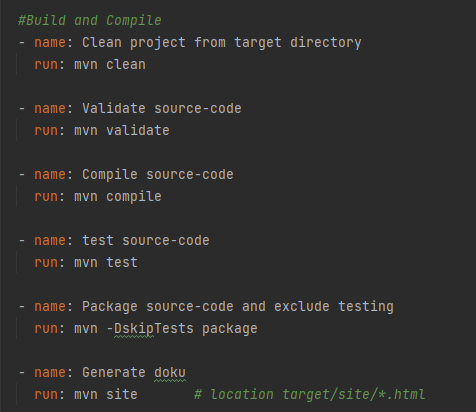 #Build and Compile
- name: Clean project from target directory
run: mvn clean
- name: Validate source-code
run: mvn validate
- name: Compile source-code
run: mvn compile
- name: test source-code
run: mvn test
- name: Package source-code and exclude testing
run: mvn -DskipTests package
- name: Generate doku
run: mvn site # location target/site/*.html